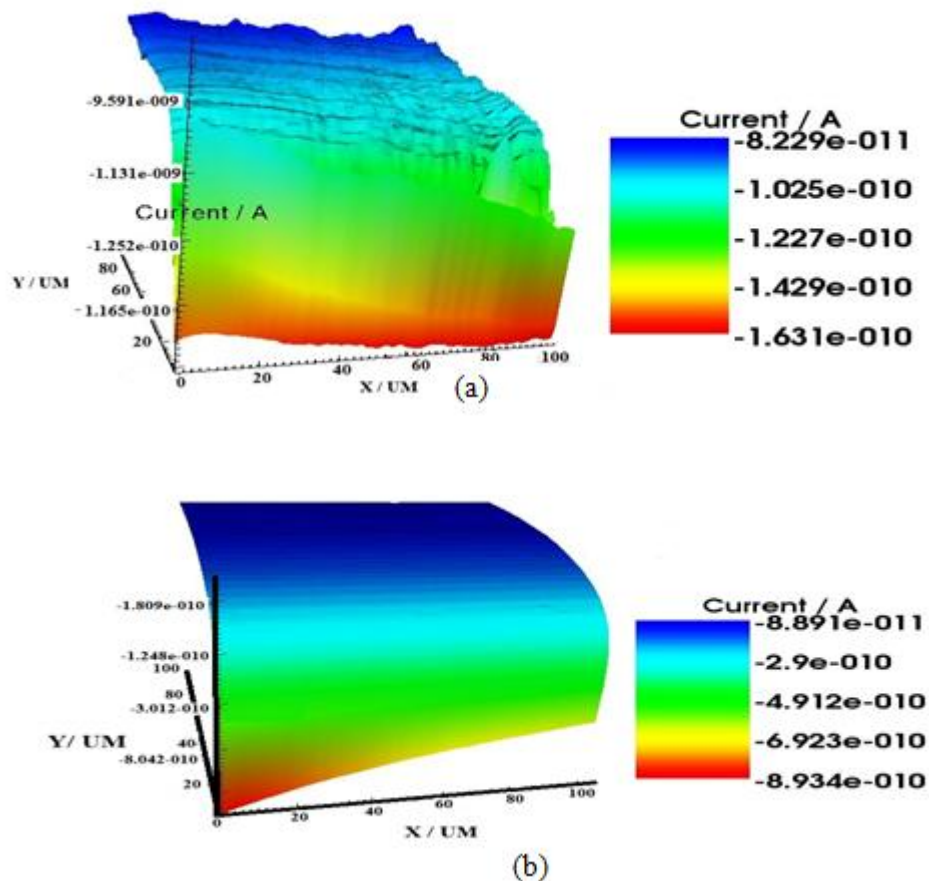 -9.591e-009
-1.131e-009
Current / A
-1.252e-010
80
Y / UM
60
-1.165e-010
20
0
20
40
60
80
100
X / UM
Current / A
-8.229e-011
-1.025e-010
-1.227e-010
-1.429e-010
-1.631e-010
(a)
-1.809e-010
-1.248e-010
100
80
-3.012-010
Y/ UM
40
-8.042-010
20
0
20
40
60
80
100
X / UM
Current / A
-8.891e-011
-2.9e-010
-4.912e-010
-6.923e-010
-8.934e-010
(b)